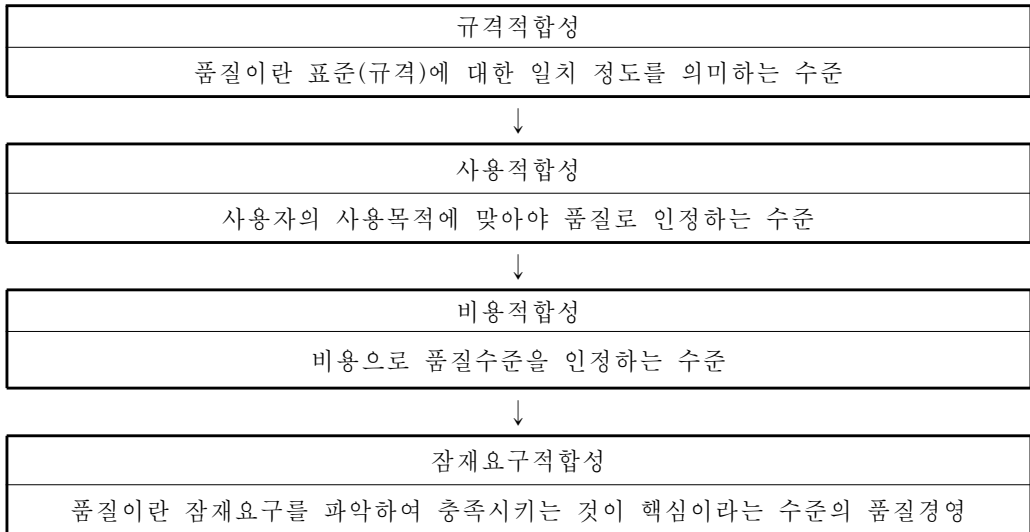 규격적합성
품질이란 표준(규격)에 대한 일치 정도를 의미하는 수준
↓
사용적합성
사용자의 사용목적에 맞아야 품질로 인정하는 수준
↓
비용적합성
비용으로 품질수준을 인정하는 수준
↓
잠재요구적합성
품질이란 잠재요구를 파악하여 충족시키는 것이 핵심이라는 수준의 품질경영